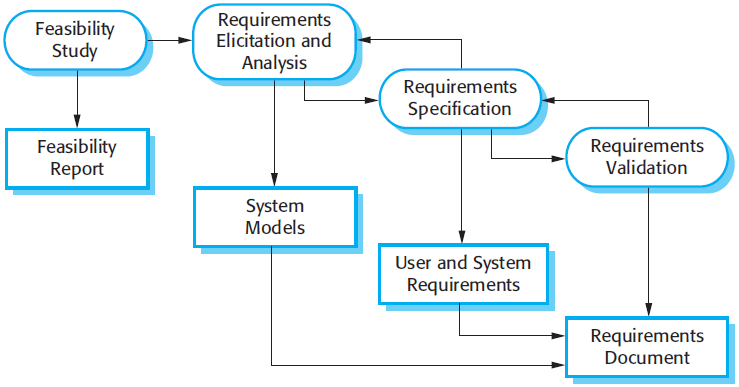 Feasibility
Study
Requirements
Elicitation and
Analysis
Requirements
Specification
Requirements
Validation
Feasibility
Report
System
Models
User and System
Requirements
Requirements
Document